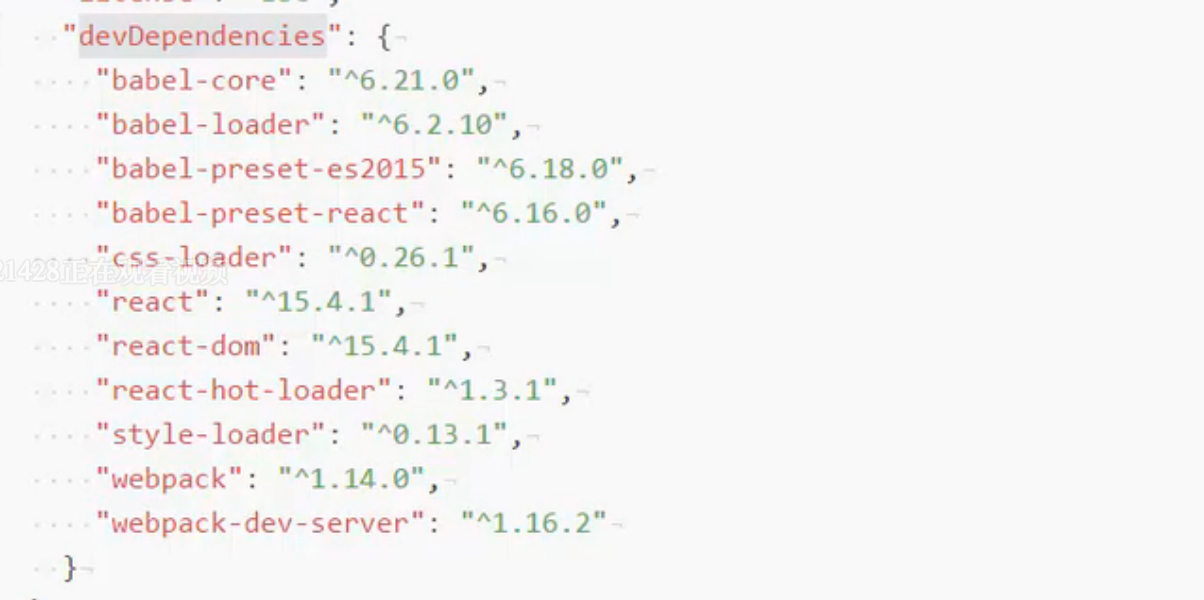 "devDependencies": {
"babel-core": "^6.21.0",
"babel-loader": "^6.2.10",
"babel-preset-es2015": "^6.18.0",
"babel-preset-react": "^6.16.0",
"css-loader": "^0.26.1",
21428正在观看视频
"react": "^15.4.1",
"react-dom": "^15.4.1",
"react-hot-loader": "^1.3.1",
"style-loader": "^0.13.1",
"webpack": "^1.14.0",
"webpack-dev-server": "^1.16.2"
}